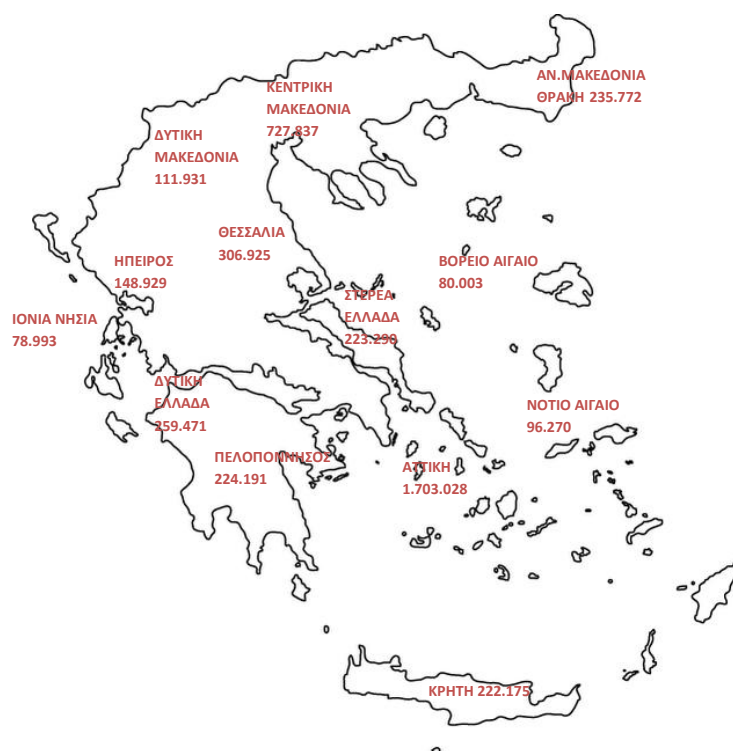 ΑΝ.ΜΑΚΕΔΟΝΙΑ
ΘΡΑΚΗ 235.772
ΚΕΝΤΡΙΚΗ
ΜΑΚΕΔΟΝΙΑ
727.837
ΔΥΤΙΚΗ
ΜΑΚΕΔΟΝΙΑ
111.931
ΘΕΣΣΑΛΙΑ
306.925
ΗΠΕΙΡΟΣ
148.929
ΒΟΡΕΙΟ ΑΙΓΑΙΟ
80.003
ΣΤΕΡΕΑ
ΕΛΛΑΔΑ
223.290
ΙΟΝΙΑ ΝΗΣΙΑ
78.993
ΔΥΤΙΚΗ
ΕΛΛΑΔΑ
259.471
ΝΟΤΙΟ ΑΙΓΑΙΟ
96.270
ΠΕΛΟΠΟΝΝΗΣΟΣ
224.191
ΑΤΤΙΚΗ
1.703.028
ΚΡΗΤΗ 222.175